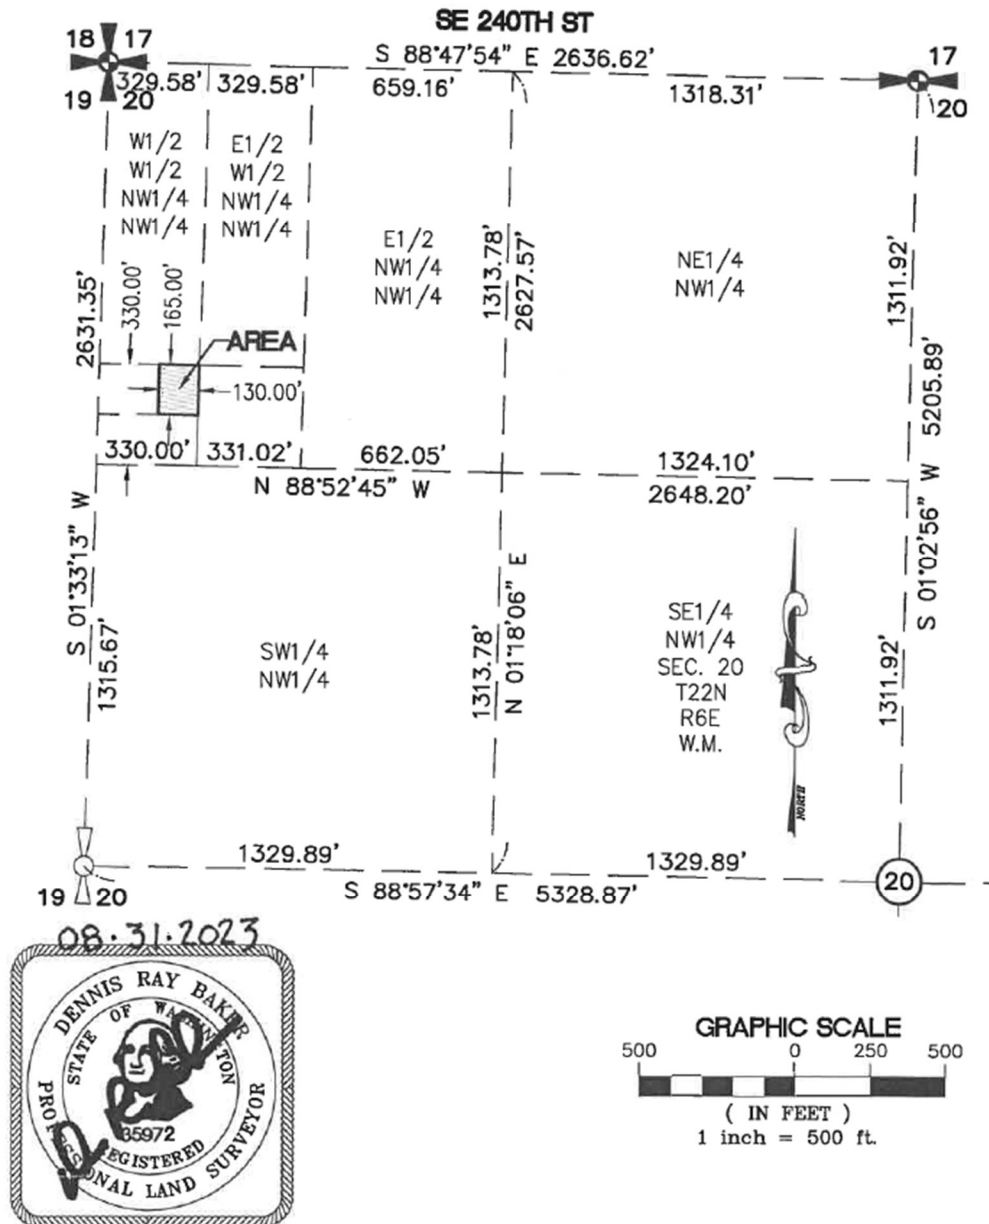 SE 240TH ST
S 88°47'54" E 2636.62'
18 17
19 20
329.58' 329.58'
659.16'
1318.31'
17
20
W1/2
W1/2
NW1/4
NW1/4
E1/2
W1/2
NW1/4
NW1/4
E1/2
NW1/4
NW1/4
NE1/4
NW1/4
2631.35'
330.00'
165.00'
1313.78'
2627.57'
1311.92'
5205.89'
AREA
130.00'
330.00'
331.02'
662.05'
1324.10'
N 88°52'45" W
2648.20'
S 01°33'13" W
1315.67'
SW1/4
NW1/4
1313.78'
N 01°18'06" E
SE1/4
NW1/4
SEC. 20
T22N
R6E
W.M.
NORTH
1311.92'
S 01°02'56" W
1329.89'
1329.89'
19 20
S 88°57'34" E 5328.87'
20
08.31.2023
DENNIS RAY BAKER
STATE OF WASHINGTON
35972
REGISTERED
PROFESSIONAL LAND SURVEYOR
GRAPHIC SCALE
500 0 250 500
( IN FEET )
1 inch = 500 ft.